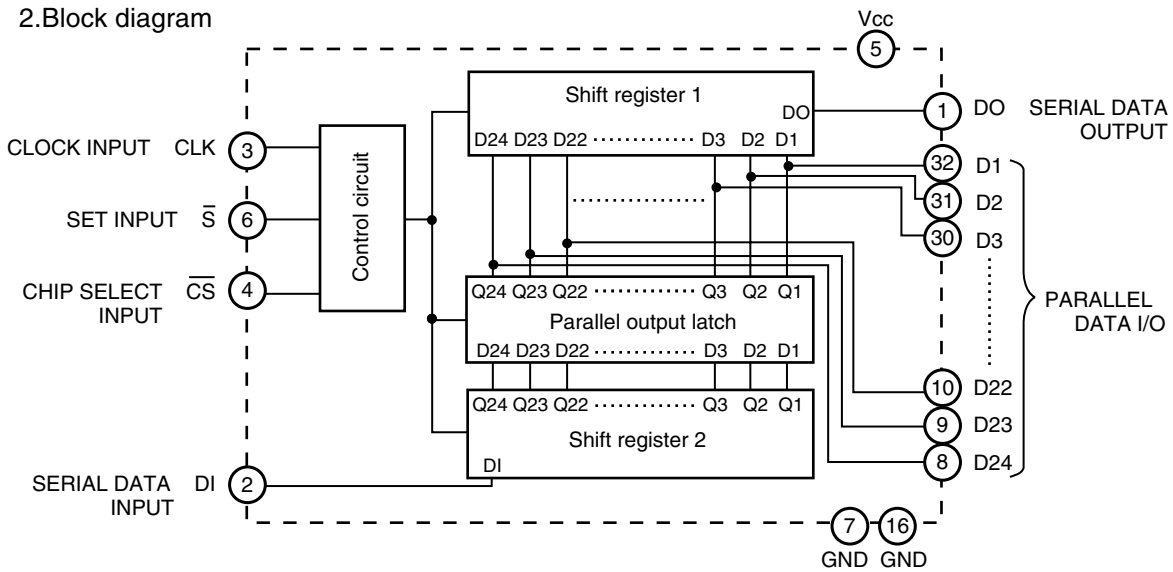 2.Block diagram
Vcc
5
Shift register 1
DO
D24 D23 D22 ................... D3 D2 D1
1 DO SERIAL DATA
OUTPUT
CLOCK INPUT CLK 3
Control circuit
32 D1
31 D2
30 D3
SET INPUT S̅ 6
CHIP SELECT
INPUT
C̅S̅ 4
Q24 Q23 Q22 ................... Q3 Q2 Q1
Parallel output latch
D24 D23 D22 ................... D3 D2 D1
PARALLEL
DATA I/O
Q24 Q23 Q22 ................... Q3 Q2 Q1
Shift register 2
DI
10 D22
9 D23
8 D24
SERIAL DATA
INPUT
DI 2
7 16
GND GND